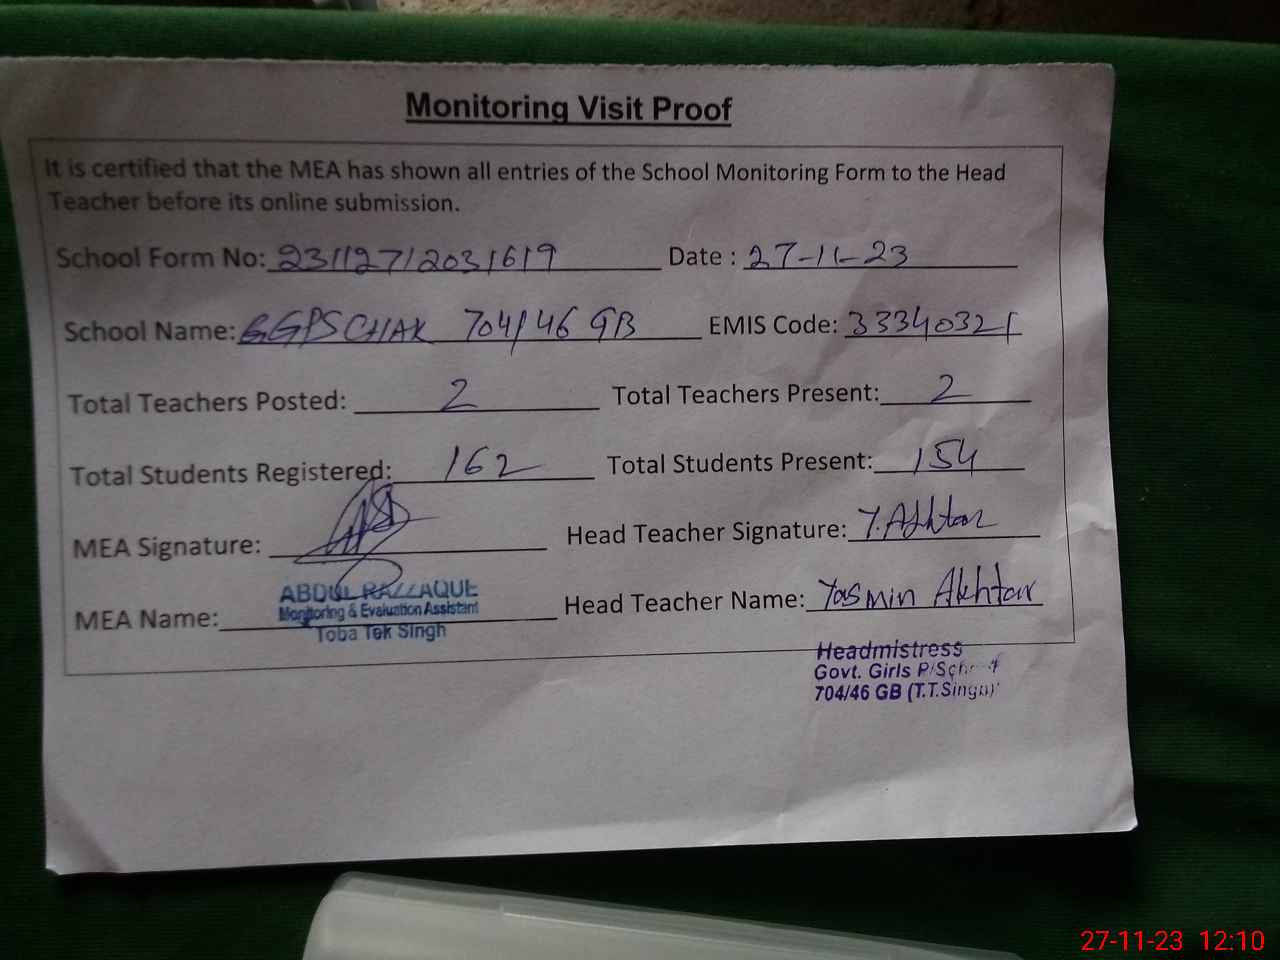 Monitoring Visit Proof
It is certified that the MEA has shown all entries of the School Monitoring Form to the Head
Teacher before its online submission.
School Form No: 23112712031619 Date : 27-11-23
School Name: GGPS CHAK 704/46 GB EMIS Code: 33340321
Total Teachers Posted: 2 Total Teachers Present: 2
Total Students Registered: 162 Total Students Present: 154
MEA Signature: Head Teacher Signature: Y.Akhtar
MEA Name: ABDUL RAZZAQUE Head Teacher Name: Yasmin Akhtar
Monitoring & Evaluation Assistant
Toba Tek Singh
Headmistress
Govt. Girls P/School
704/46 GB (T.T.Singh)
27-11-23 12:10